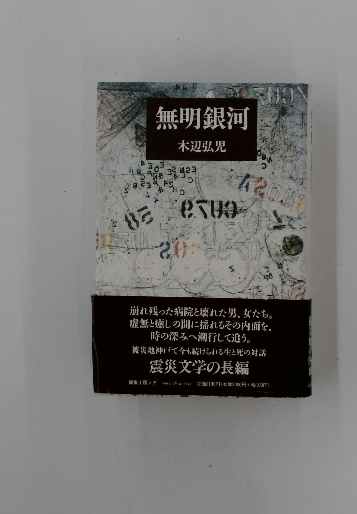 無明銀河
木辺弘児
崩れ残った病院と壊れた男、女たち。
虚無と癒しの間に揺れるその内面を、
時の深みへ溯行して追う。
被災地神戸で今も続けられる生と死の対話
震災文学の長編